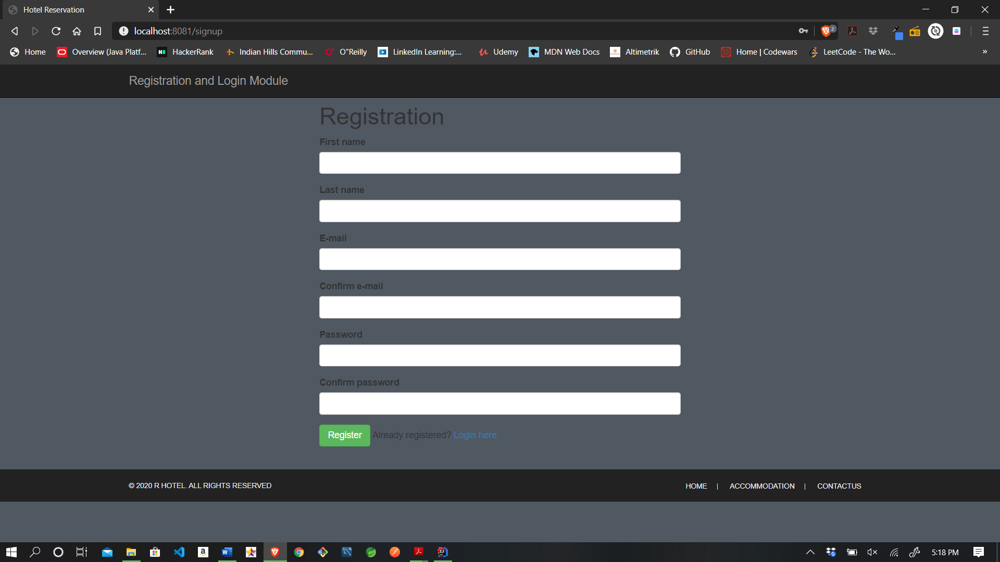 Hotel Reservation
localhost:8081/signup
2
Home
Overview (Java Platf...
HackerRank
Indian Hills Commu...
O"Reilly
LinkedIn Learning:...
Udemy
MDN Web Docs
Altimetrik
GitHub
Home | Codewars
LeetCode - The Wo...
»
Registration and Login Module
Registration
First name
Last name
E-mail
Confirm e-mail
Password
Confirm password
Register Already registered? Login here
© 2020 R HOTEL. ALL RIGHTS RESERVED
HOME | ACCOMMODATION | CONTACTUS
5:18 PM